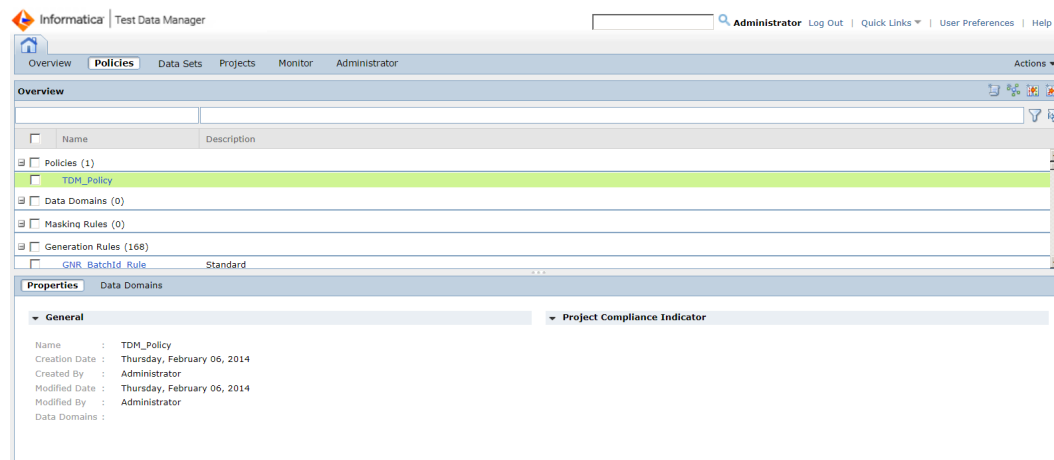 Informatica Test Data Manager
Administrator Log Out | Quick Links | User Preferences | Help
Overview Policies Data Sets Projects Monitor Administrator Actions
Overview
Name Description
Policies (1)
TDM_Policy
Data Domains (0)
Masking Rules (0)
Generation Rules (168)
GNR_BatchId_Rule Standard
Properties Data Domains
General Project Compliance Indicator
Name : TDM_Policy
Creation Date : Thursday, February 06, 2014
Created By : Administrator
Modified Date : Thursday, February 06, 2014
Modified By : Administrator
Data Domains :